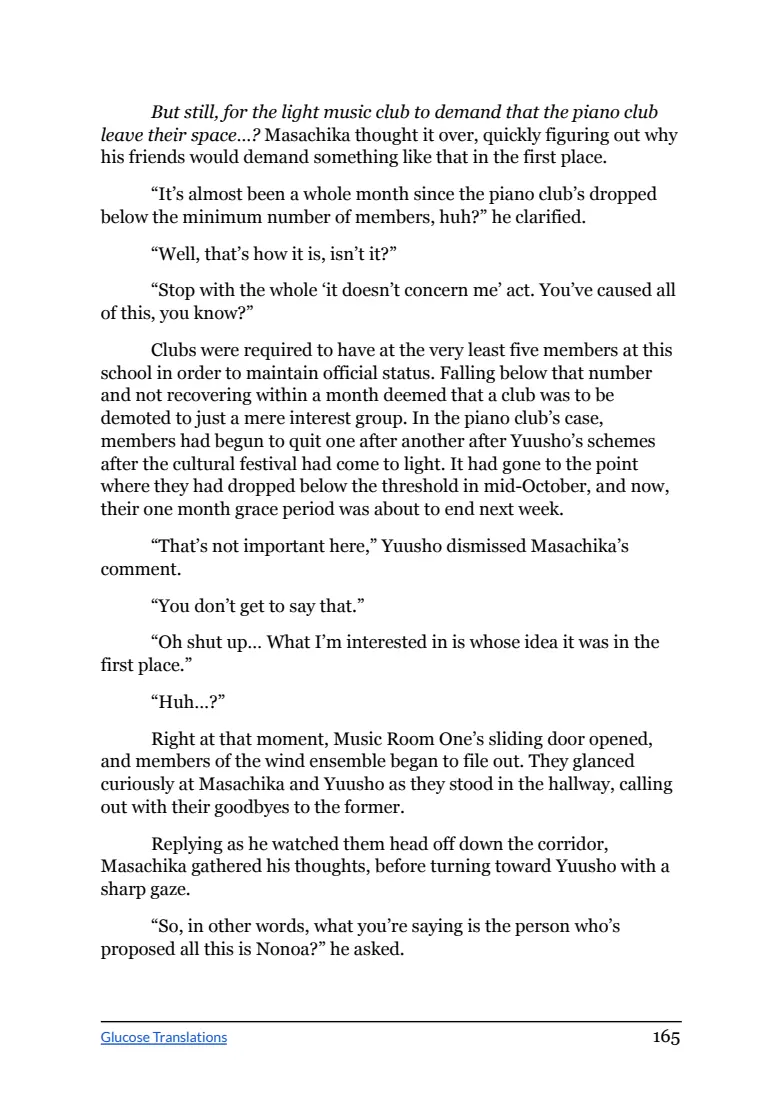 But still, for the light music club to demand that the piano club
leave their space...? Masachika thought it over, quickly figuring out why
his friends would demand something like that in the first place.
“It’s almost been a whole month since the piano club’s dropped
below the minimum number of members, huh?” he clarified.
“Well, that’s how it is, isn’t it?”
“Stop with the whole ‘it doesn’t concern me’ act. You’ve caused all
of this, you know?”
Clubs were required to have at the very least five members at this
school in order to maintain official status. Falling below that number
and not recovering within a month deemed that a club was to be
demoted to just a mere interest group. In the piano club’s case,
members had begun to quit one after another after Yuusho’s schemes
after the cultural festival had come to light. It had gone to the point
where they had dropped below the threshold in mid-October, and now,
their one month grace period was about to end next week.
“That’s not important here,” Yuusho dismissed Masachika’s
comment.
“You don’t get to say that.”
“Oh shut up... What I’m interested in is whose idea it was in the
first place.”
“Huh...?”
Right at that moment, Music Room One’s sliding door opened,
and members of the wind ensemble began to file out. They glanced
curiously at Masachika and Yuusho as they stood in the hallway, calling
out with their goodbyes to the former.
Replying as he watched them head off down the corridor,
Masachika gathered his thoughts, before turning toward Yuusho with a
sharp gaze.
“So, in other words, what you’re saying is the person who’s
proposed all this is Nonoa?” he asked.
Glucose Translations 165